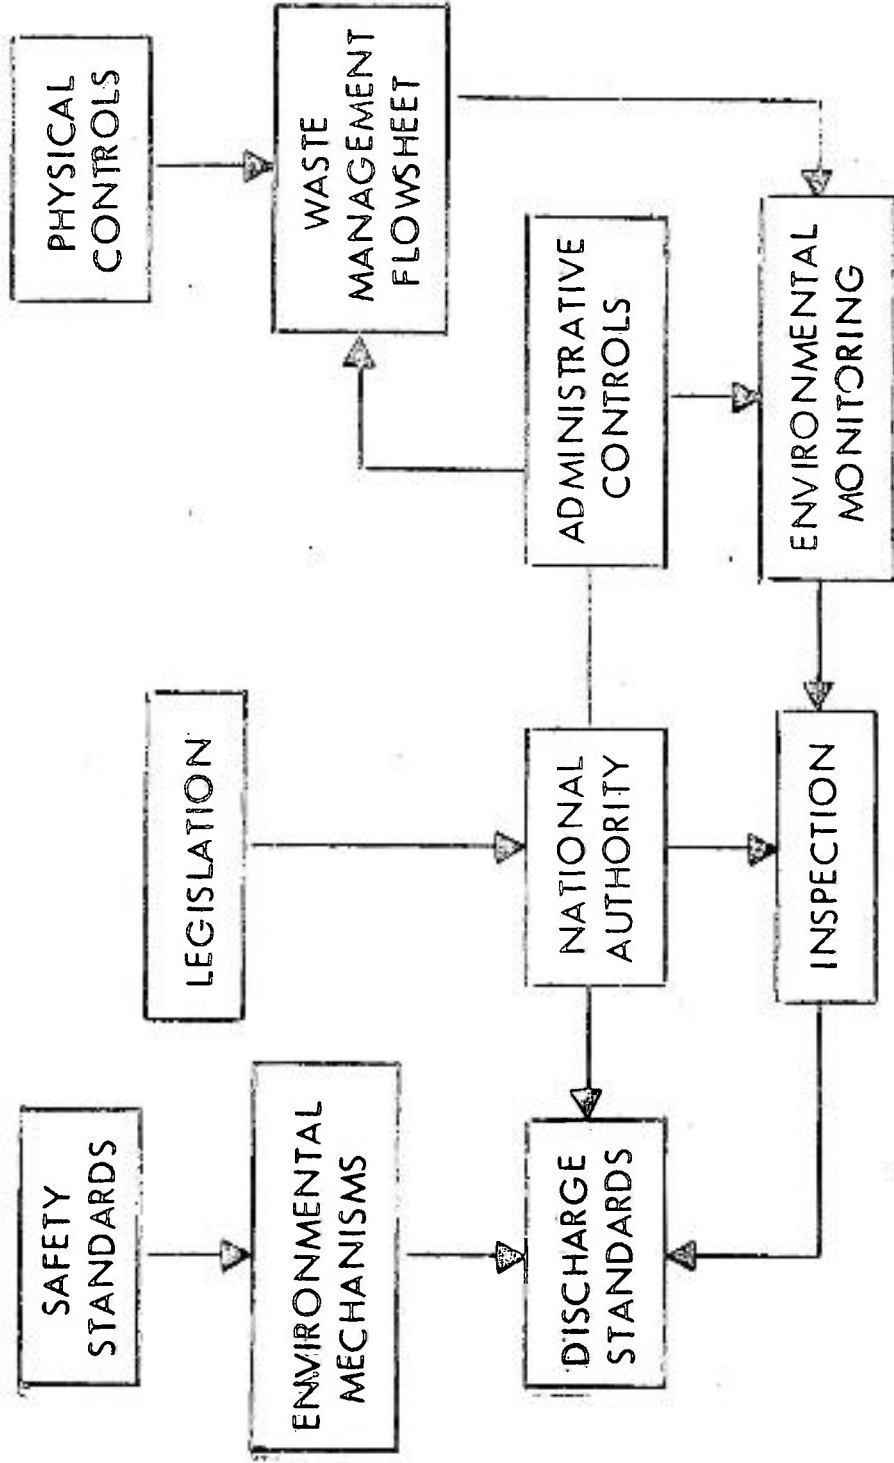 SAFETY
STANDARDS
ENVIRONMENTAL
MECHANISMS
DISCHARGE
STANDARDS
LEGISLATION
NATIONAL
AUTHORITY
INSPECTION
PHYSICAL
CONTROLS
WASTE
MANAGEMENT
FLOWSHEET
ADMINISTRATIVE
CONTROLS
ENVIRONMENTAL
MONITORING